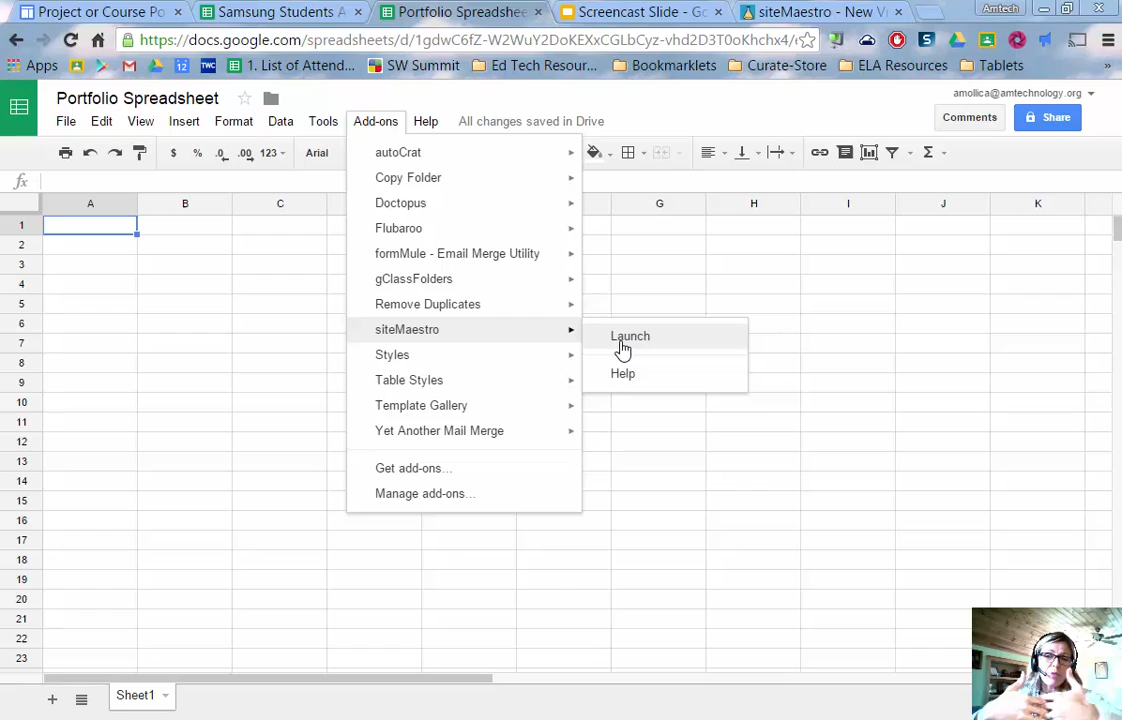 Project or Course Po
Samsung Students A
Portfolio Spreadshee
Screencast Slide - Go
siteMaestro - New V
Amtech
https://docs.google.com/spreadsheets/d/1gdwC6fZ-W2WuY2DoKEXxCGLbCyz-vhd2D3T0oKhchx4/
Apps
12
TWC
1. List of Attend...
SW Summit
Ed Tech Resour...
Bookmarklets
Curate-Store
ELA Resources
Tablets
»
Portfolio Spreadsheet
amollica@amtechnology.org
File Edit View Insert Format Data Tools Add-ons Help All changes saved in Drive
Comments
Share
$ % .0 .00 123 Arial
fx
A B C G H I J K
1
2
3
4
5
6
7
8
9
10
11
12
13
14
15
16
17
18
19
20
21
22
23
autoCrat
Copy Folder
Doctopus
Flubaroo
formMule - Email Merge Utility
gClassFolders
Remove Duplicates
siteMaestro
Styles
Table Styles
Template Gallery
Yet Another Mail Merge
Get add-ons...
Manage add-ons...
Launch
Help
Sheet1